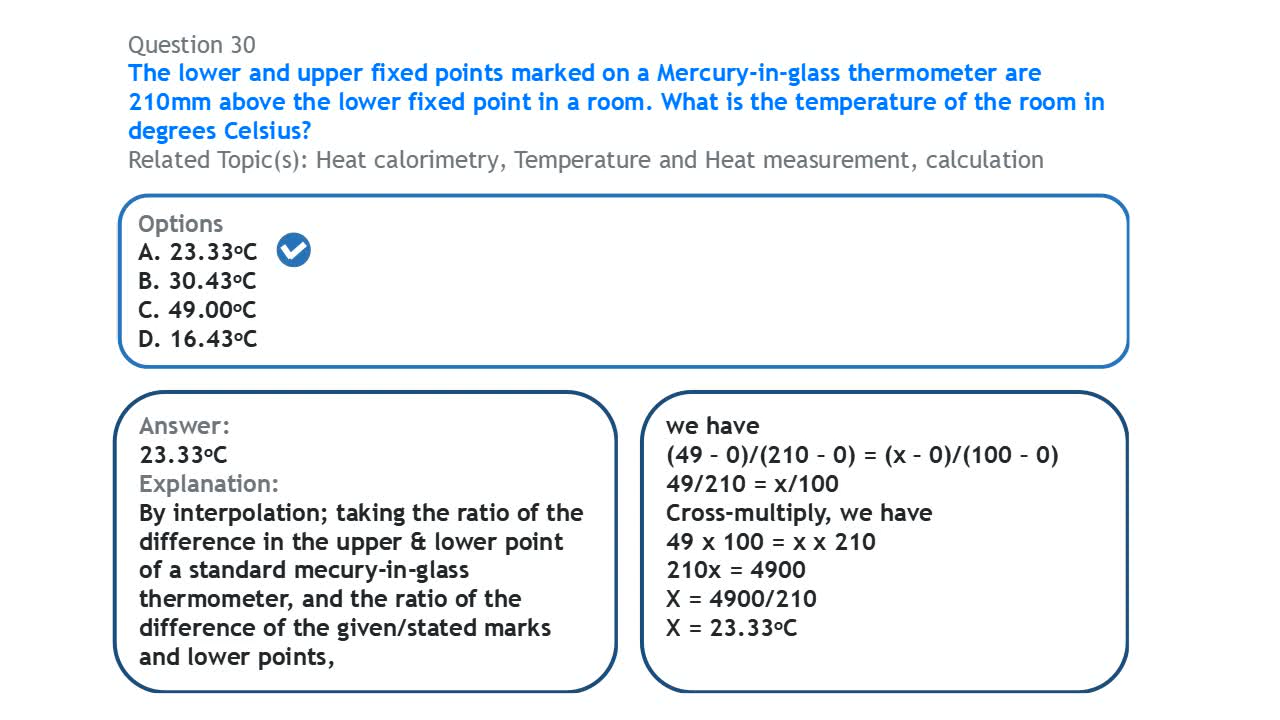 Question 30
The lower and upper fixed points marked on a Mercury-in-glass thermometer are
210mm above the lower fixed point in a room. What is the temperature of the room in
degrees Celsius?
Related Topic(s): Heat calorimetry, Temperature and Heat measurement, calculation
Options
A. 23.33ºC
B. 30.43ºC
C. 49.00ºC
D. 16.43ºC
Answer:
23.33ºC
Explanation:
By interpolation; taking the ratio of the
difference in the upper & lower point
of a standard mecury-in-glass
thermometer, and the ratio of the
difference of the given/stated marks
and lower points,
we have
(49 – 0)/(210 – 0) = (x – 0)/(100 – 0)
49/210 = x/100
Cross-multiply, we have
49 x 100 = x x 210
210x = 4900
X = 4900/210
X = 23.33ºC